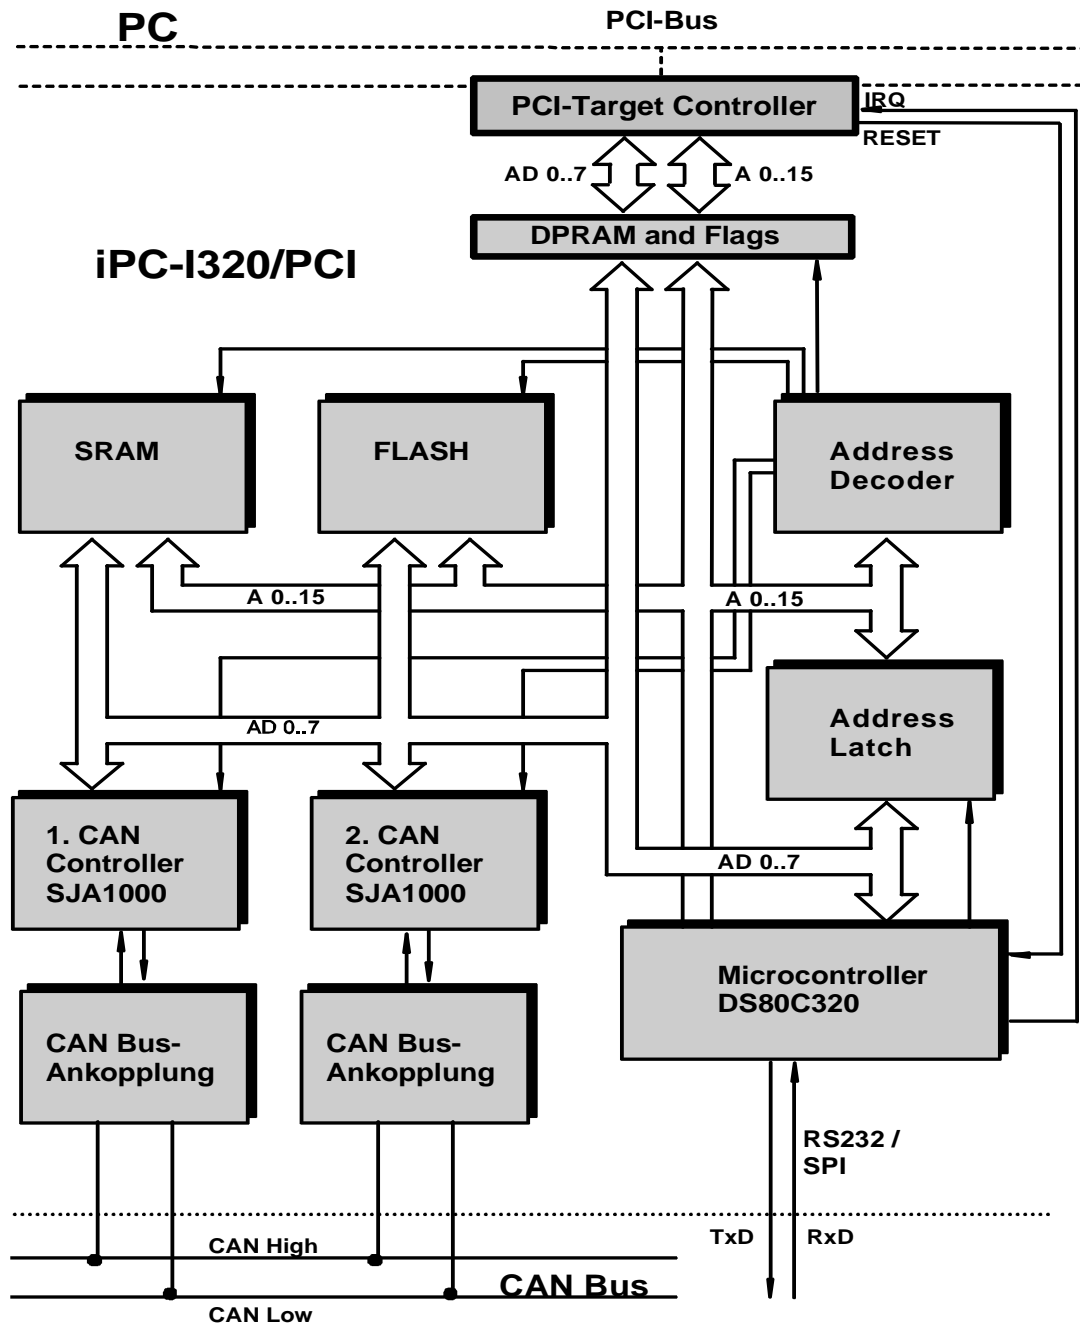 PC
PCI-Bus
PCI-Target Controller
IRQ
RESET
AD 0..7
A 0..15
DPRAM and Flags
iPC-I320/PCI
SRAM
FLASH
Address
Decoder
A 0..15
A 0..15
AD 0..7
Address
Latch
1. CAN
Controller
SJA1000
2. CAN
Controller
SJA1000
AD 0..7
Microcontroller
DS80C320
CAN Bus-
Ankopplung
CAN Bus-
Ankopplung
RS232 /
SPI
TxD
RxD
CAN High
CAN Bus
CAN Low